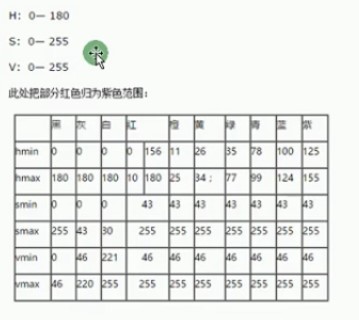 H: 0— 180
S: 0— 255
V: 0— 255
此处把部分红色归为紫色范围：
黑 灰 白 红 橙 黄 绿 青 蓝 紫
hmin 0 0 0 0 156 11 26 35 78 100 125
hmax 180 180 180 10 180 25 34 ; 77 99 124 155
smin 0 0 0 43 43 43 43 43 43 43
smax 255 43 30 255 255 255 255 255 255 255
vmin 0 46 221 46 46 46 46 46 46 46
vmax 46 220 255 255 255 255 255 255 255 255